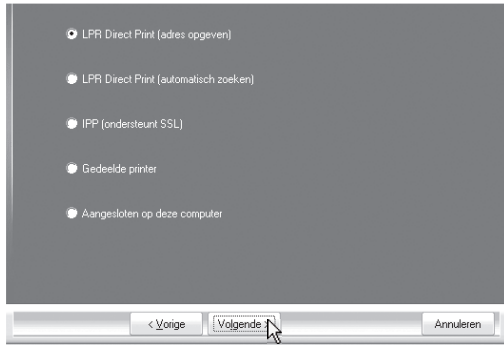 LPR Direct Print (adres opgeven)
LPR Direct Print (automatisch zoeken)
IPP (ondersteunt SSL)
Gedeelde printer
Aangesloten op deze computer
< Vorige Volgende > Annuleren